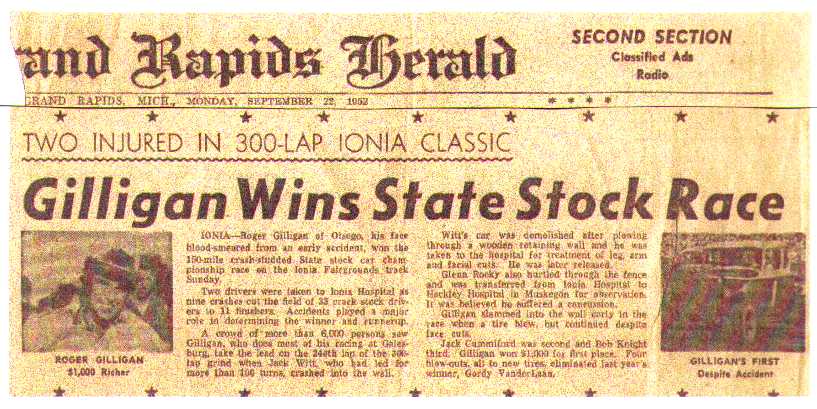 and Rapids Herald
SECOND SECTION
Classified Ads
Radio
GRAND RAPIDS, MICH., MONDAY, SEPTEMBER 22, 1952
TWO INJURED IN 300-LAP IONIA CLASSIC
Gilligan Wins State Stock Race
IONIA—Roger Gilligan of Otsego, his face
blood-smeared from an early accident, won the
150-mile crash-studded State stock car cham-
pionship race on the Ionia Fairgrounds track
Sunday.
Two drivers were taken to Ionia Hospital as
nine crashes cut the field of 33 crack stock driv-
ers to 11 finishers. Accidents played a major
role in determining the winner and runnerup.
A crowd of more than 6,000 persons saw
Gilligan, who does most of his racing at Gales-
burg, take the lead on the 248th lap of the 300-
lap grind when Jack Witt, who had led for
more than 100 turns, crashed into the wall.
Witt's car was demolished after plowing
through a wooden retaining wall and he was
taken to the hospital for treatment of leg, arm
and facial cuts. He was later released.
Glenn Rocky also hurtled through the fence
and was transferred from Ionia Hospital to
Hackley Hospital in Muskegon for observation.
It was believed he suffered a concussion.
Gilligan slammed into the wall early in the
race when a tire blew, but continued despite
face cuts.
Jack Cummiford was second and Bob Knight
third. Gilligan won $1,000 for first place. Four
blow-outs, all to new tires, eliminated last year's
winner, Gordy VanderLaan.
ROGER GILLIGAN
$1,000 Richer
GILLIGAN'S FIRST
Despite Accident